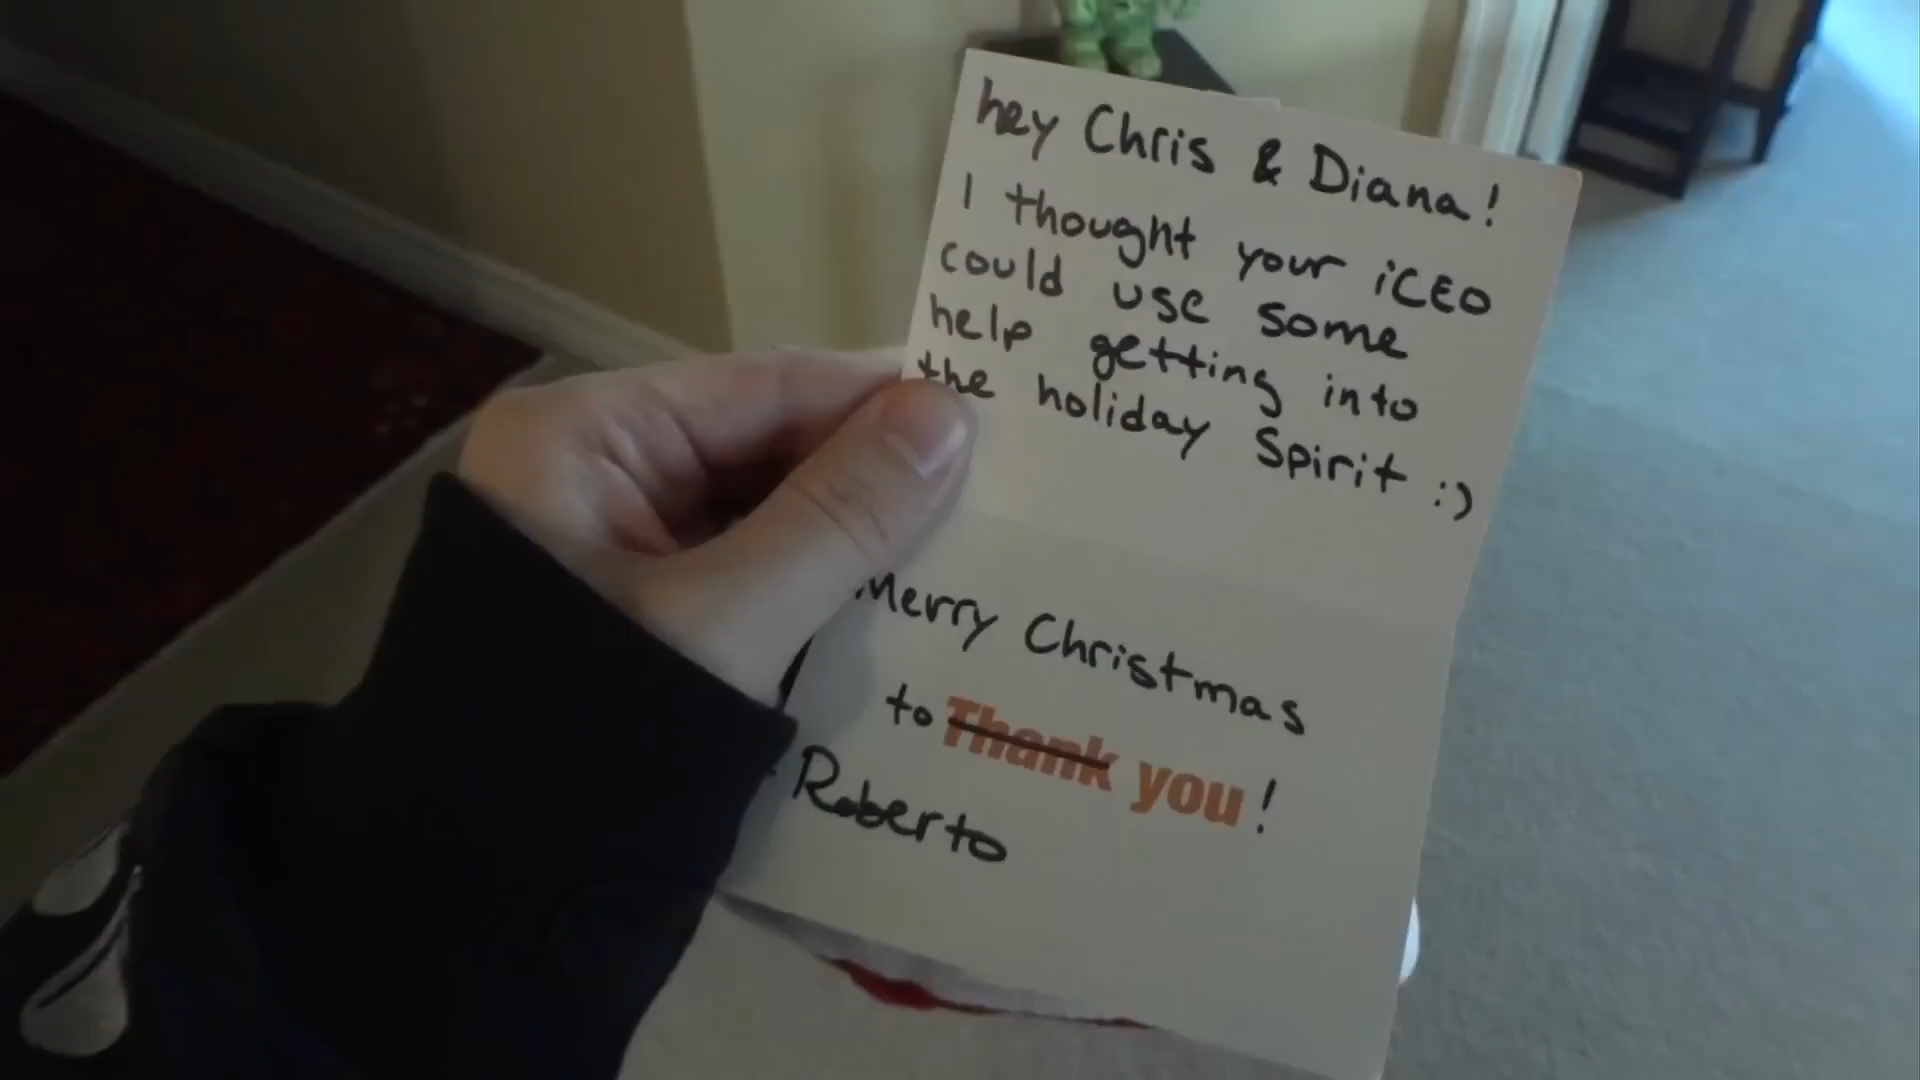 hey Chris & Diana!
I thought your iCEO
could use some
help getting into
the holiday Spirit :)
Merry Christmas
to Thank you!
- Roberto